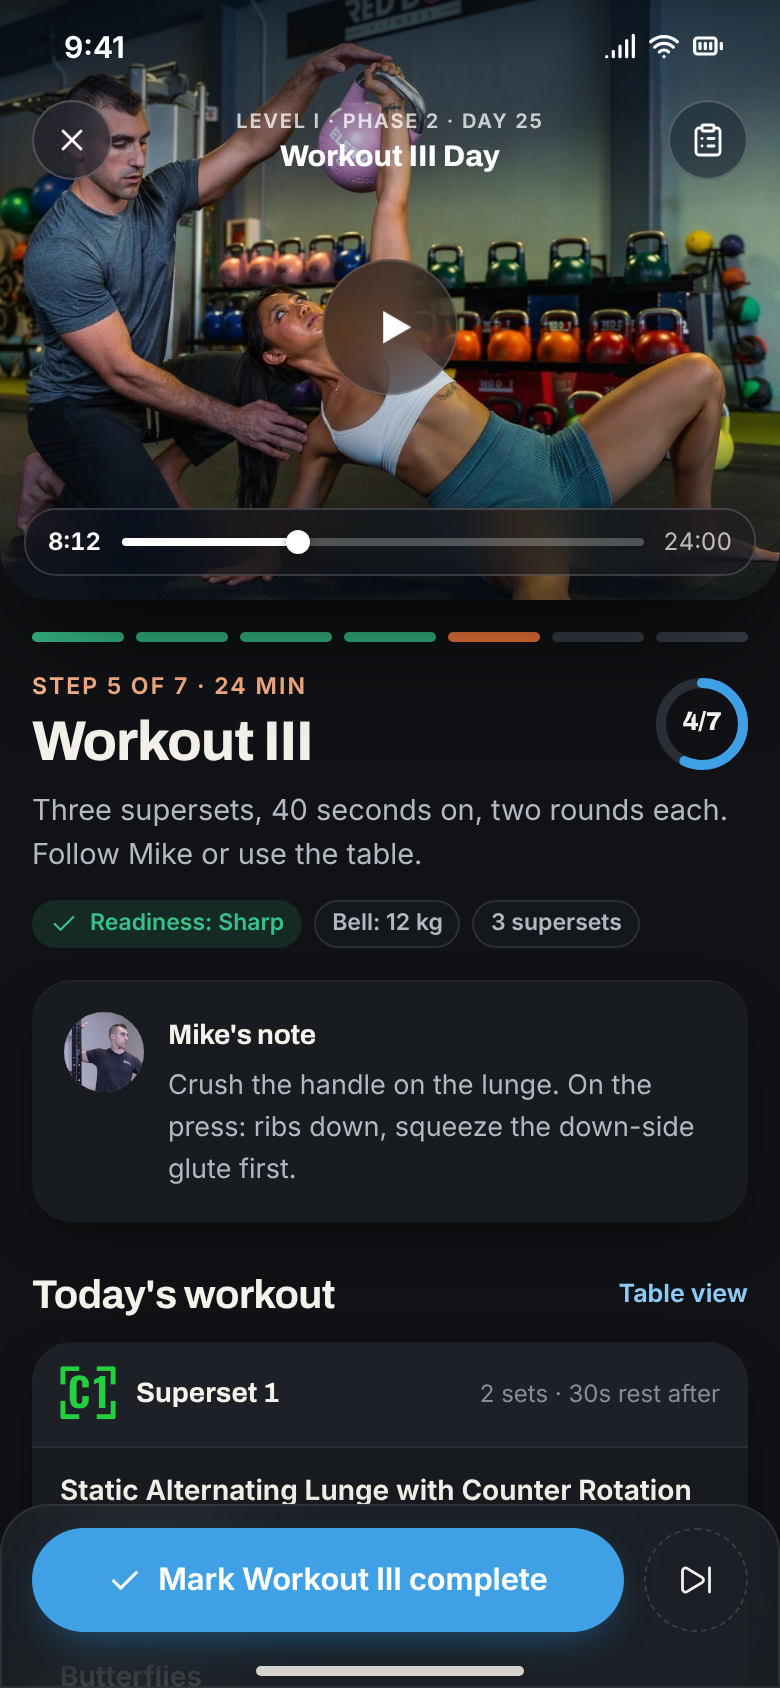 RED D
FITNESS
9:41
LEVEL I · PHASE 2 · DAY 25
Workout III Day
8:12
24:00
STEP 5 OF 7 · 24 MIN
Workout III
4/7
Three supersets, 40 seconds on, two rounds each.
Follow Mike or use the table.
Readiness: Sharp
Bell: 12 kg
3 supersets
Mike's note
Crush the handle on the lunge. On the
press: ribs down, squeeze the down-side
glute first.
Today's workout
Table view
C1
Superset 1
2 sets · 30s rest after
Static Alternating Lunge with Counter Rotation
Mark Workout III complete
Butterflies